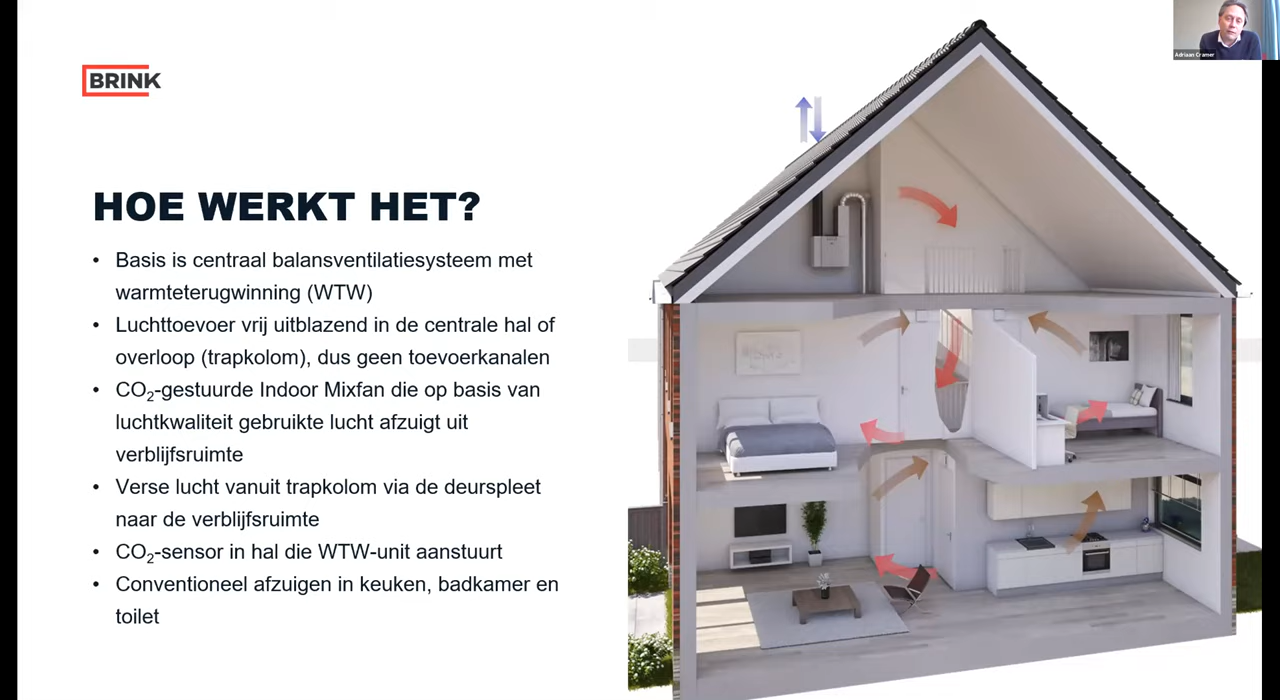 BRINK
Adriaan Cramer
HOE WERKT HET?
• Basis is centraal balansventilatiesysteem met
warmteterugwinning (WTW)
• Luchttoevoer vrij uitblazend in de centrale hal of
overloop (trapkolom), dus geen toevoerkanalen
• CO₂-gestuurde Indoor Mixfan die op basis van
luchtkwaliteit gebruikte lucht afzuigt uit
verblijfsruimte
• Verse lucht vanuit trapkolom via de deurspleet
naar de verblijfsruimte
• CO₂-sensor in hal die WTW-unit aanstuurt
• Conventioneel afzuigen in keuken, badkamer en
toilet